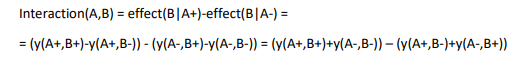 Interaction(A,B) = effect(B|A+)-effect(B|A-) =
= (y(A+,B+)-y(A+,B-)) - (y(A-,B+)-y(A-,B-)) = (y(A+,B+)+y(A-,B-)) – (y(A+,B-)+y(A-,B+))